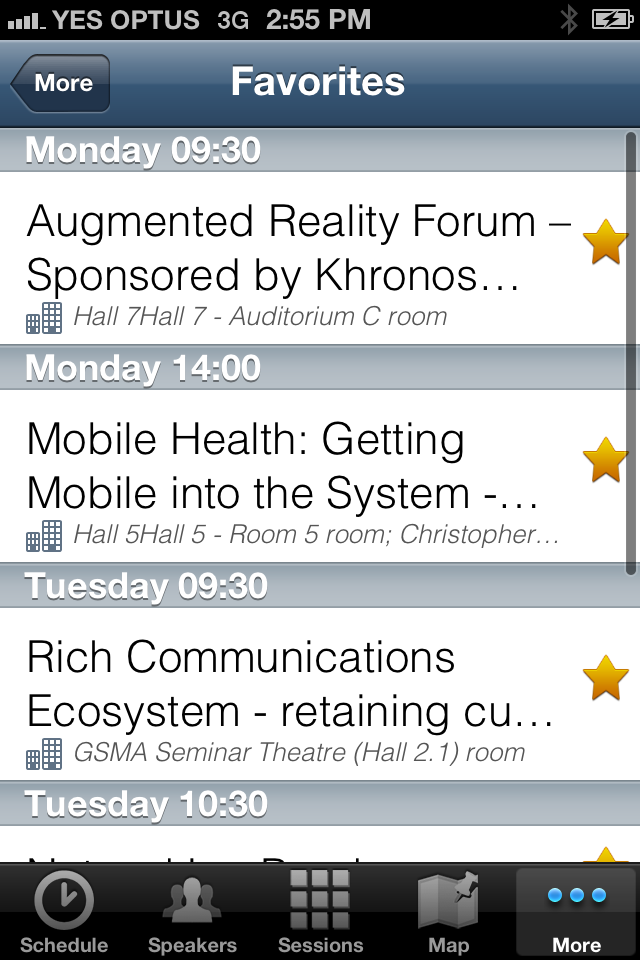 YES OPTUS 3G 2:55 PM
More Favorites
Monday 09:30
Augmented Reality Forum –
Sponsored by Khronos…
Hall 7Hall 7 - Auditorium C room
Monday 14:00
Mobile Health: Getting
Mobile into the System -…
Hall 5Hall 5 - Room 5 room; Christopher…
Tuesday 09:30
Rich Communications
Ecosystem - retaining cu…
GSMA Seminar Theatre (Hall 2.1) room
Tuesday 10:30
Schedule Speakers Sessions Map More